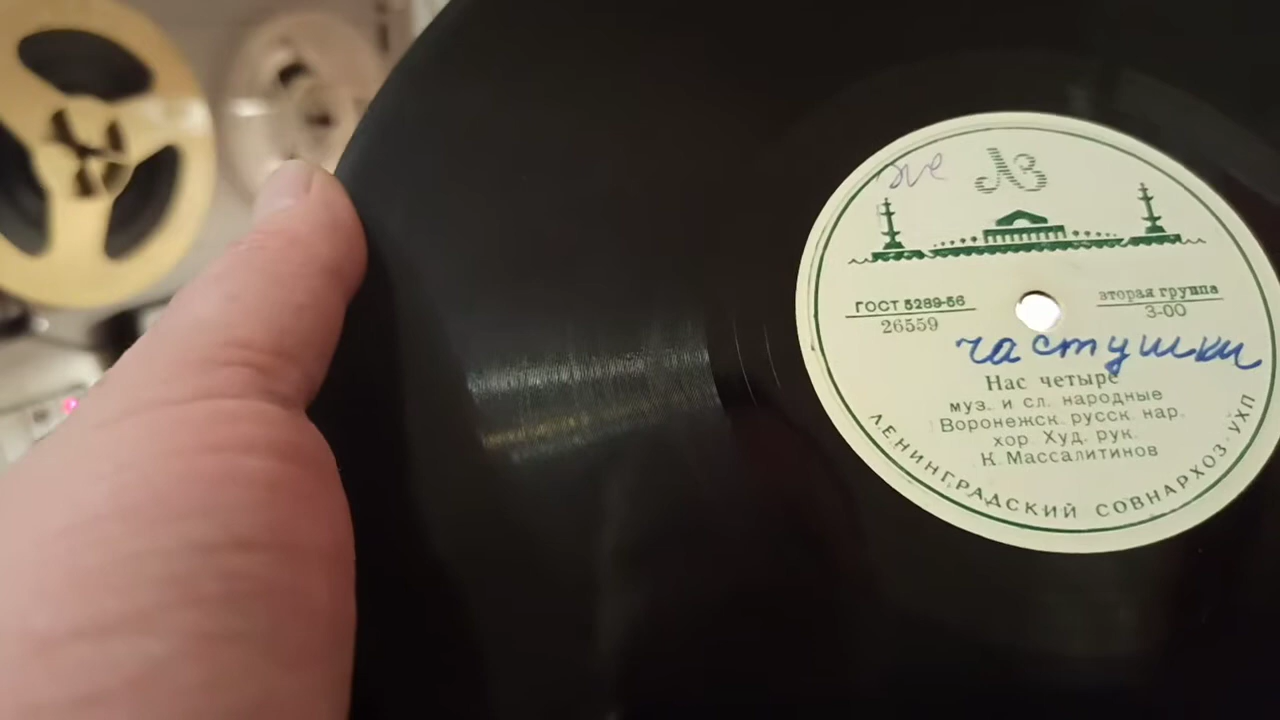 же
ЛЗ
ГОСТ 5289-56
26559
вторая группа
3-00
частушки
Нас четыре
муз. и сл. народные
Воронежск. русск. нар.
хор Худ. рук.
К. Массалитинов
ЛЕНИНГРАДСКИЙ СОВНАРХОЗ·УХП